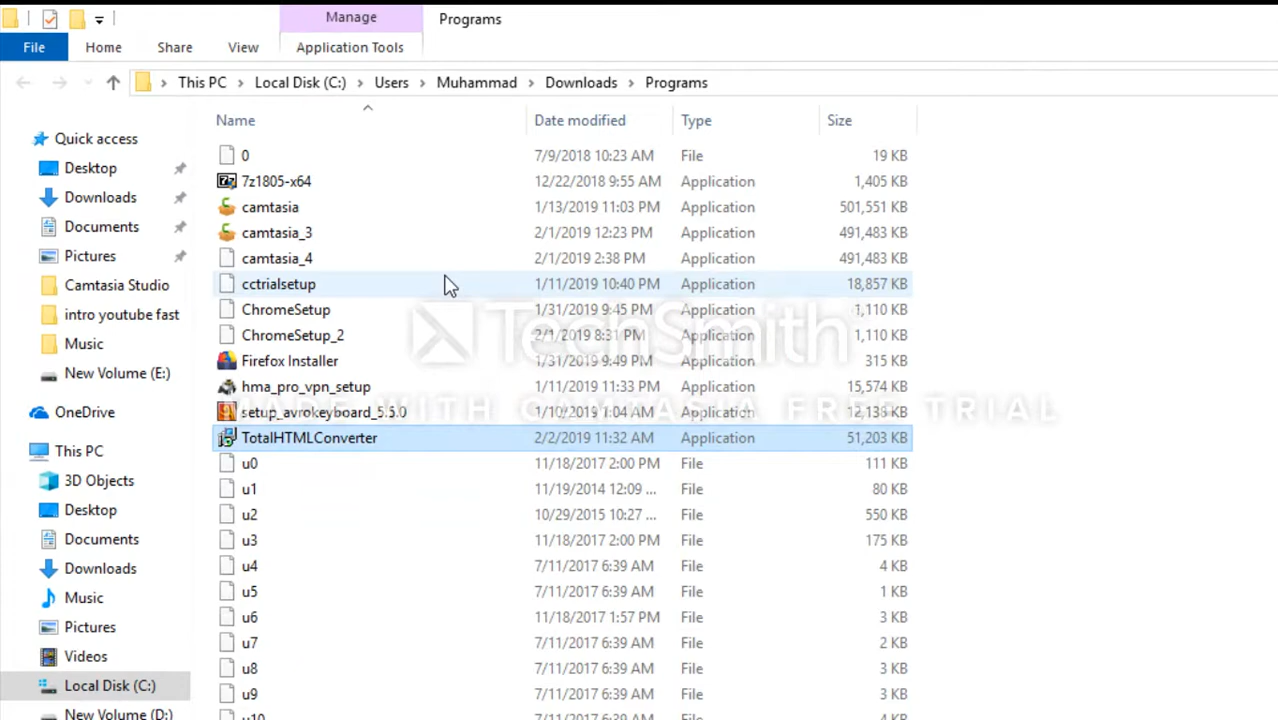 Manage Programs
File Home Share View Application Tools
This PC Local Disk (C:) Users Muhammad Downloads Programs
Name Date modified Type Size
Quick access
Desktop
Downloads
Documents
Pictures
Camtasia Studio
intro youtube fast
Music
New Volume (E:)
OneDrive
This PC
3D Objects
Desktop
Documents
Downloads
Music
Pictures
Videos
Local Disk (C:)
New Volume (D:)
0 7/9/2018 10:23 AM File 19 KB
7z1805-x64 12/22/2018 9:55 AM Application 1,405 KB
camtasia 1/13/2019 11:03 PM Application 501,551 KB
camtasia_3 2/1/2019 12:23 PM Application 491,483 KB
camtasia_4 2/1/2019 2:38 PM Application 491,483 KB
cctrialsetup 1/11/2019 10:40 PM Application 18,857 KB
ChromeSetup 1/31/2019 9:45 PM Application 1,110 KB
ChromeSetup_2 2/1/2019 8:31 PM Application 1,110 KB
Firefox Installer 1/31/2019 9:49 PM Application 315 KB
hma_pro_vpn_setup 1/11/2019 11:33 PM Application 15,574 KB
setup_avrokeyboard_5.5.0 1/10/2019 1:04 AM Application 12,138 KB
TotalHTMLConverter 2/2/2019 11:32 AM Application 51,203 KB
u0 11/18/2017 2:00 PM File 111 KB
u1 11/19/2014 12:09 ... File 80 KB
u2 10/29/2015 10:27 ... File 550 KB
u3 11/18/2017 2:00 PM File 175 KB
u4 7/11/2017 6:39 AM File 4 KB
u5 7/11/2017 6:39 AM File 1 KB
u6 11/18/2017 1:57 PM File 3 KB
u7 7/11/2017 6:39 AM File 2 KB
u8 7/11/2017 6:39 AM File 3 KB
u9 7/11/2017 6:39 AM File 3 KB
u10 7/11/2017 6:39 AM File 4 KB
TechSmith
MADE WITH CAMTASIA FREE TRIAL